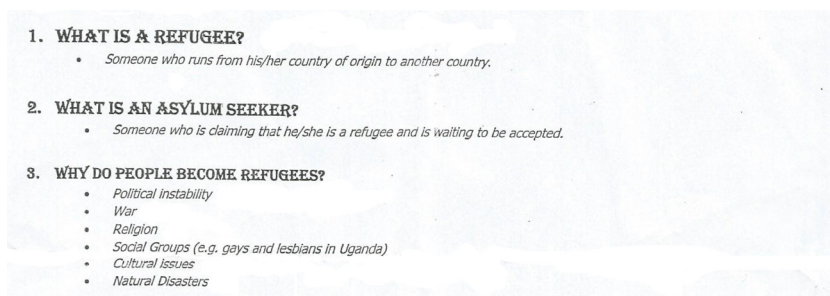 1. WHAT IS A REFUGEE?
• Someone who runs from his/her country of origin to another country.
2. WHAT IS AN ASYLUM SEEKER?
• Someone who is claiming that he/she is a refugee and is waiting to be accepted.
3. WHY DO PEOPLE BECOME REFUGEES?
• Political instability
• War
• Religion
• Social Groups (e.g. gays and lesbians in Uganda)
• Cultural issues
• Natural Disasters